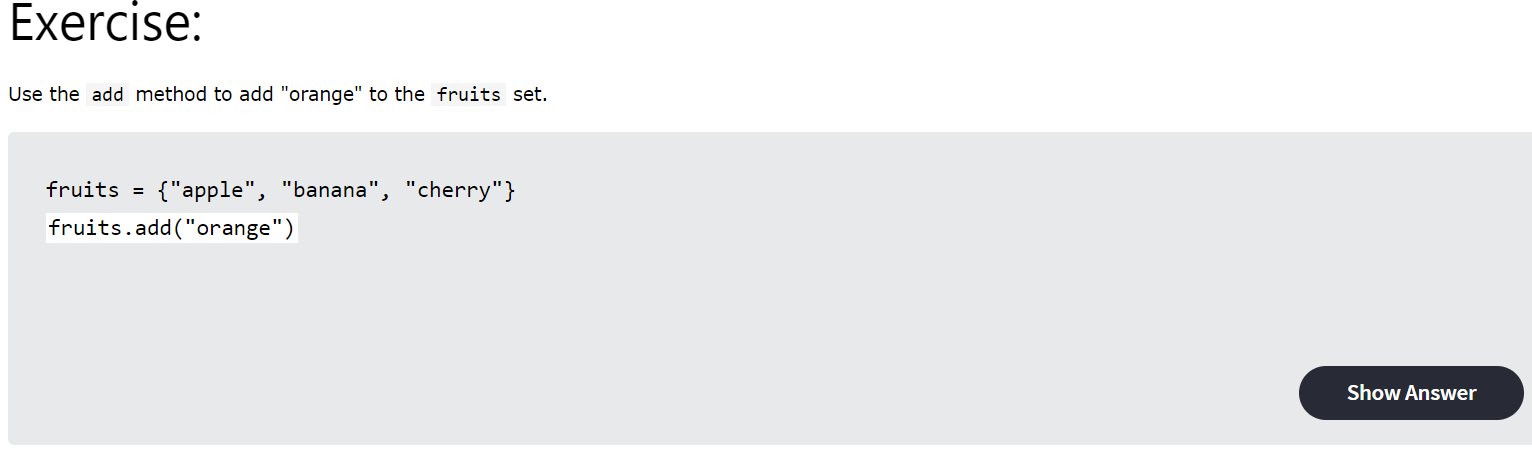 Exercise:
Use the add method to add "orange" to the fruits set.
fruits = {"apple", "banana", "cherry"}
fruits.add("orange")
Show Answer